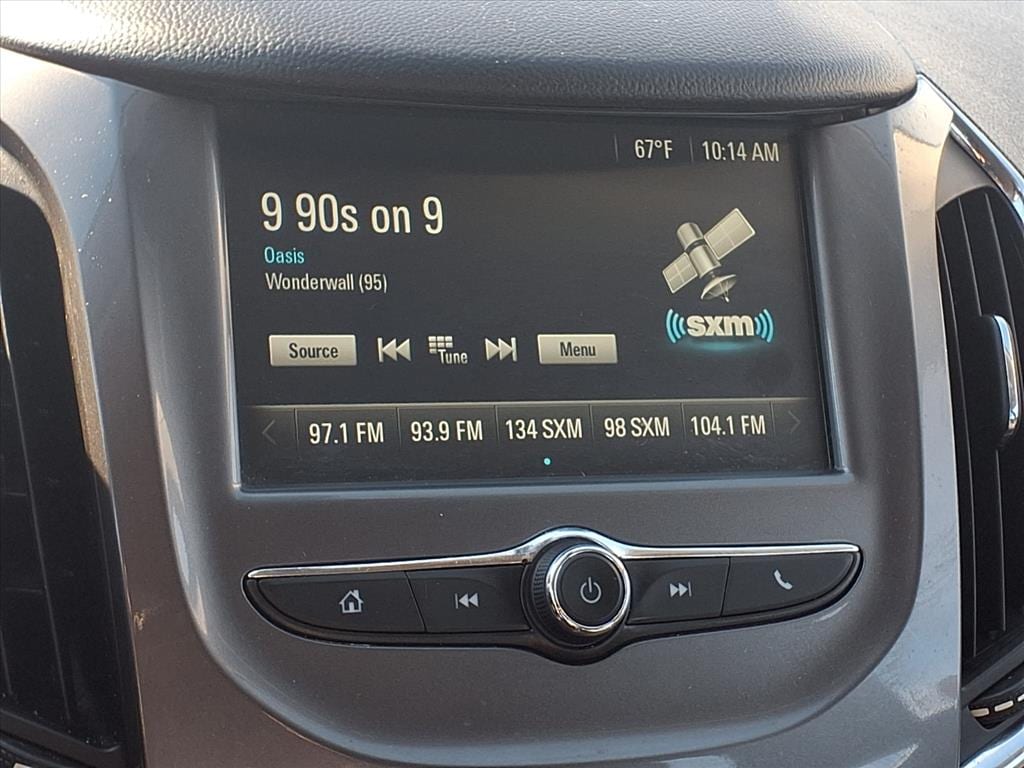 67°F 10:14 AM
9 90s on 9
Oasis
Wonderwall (95)
sxm
Source Tune Menu
97.1 FM 93.9 FM 134 SXM 98 SXM 104.1 FM